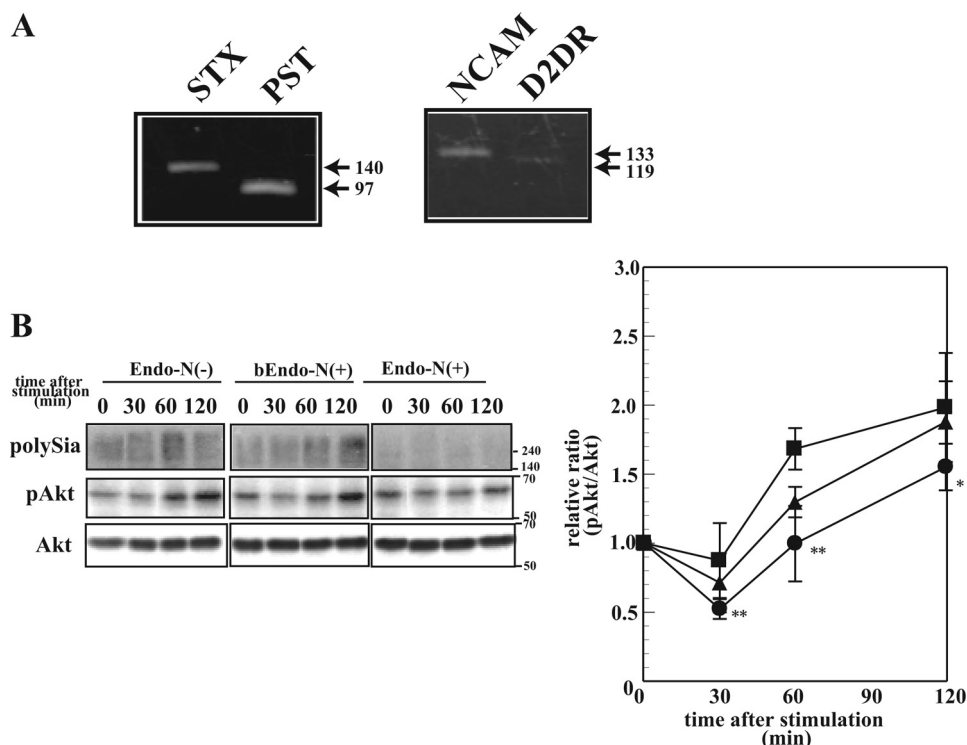 A
STX
PST
NCAM
D2DR
140
97
133
119
B
Endo-N(-)
bEndo-N(+)
Endo-N(+)
time after
stimulation
(min)
0 30 60 120
0 30 60 120
0 30 60 120
polySia
240
140
pAkt
70
50
Akt
70
50
3.0
2.5
2.0
1.5
1.0
0.5
0
relative ratio
(pAkt/Akt)
**
**
*
0 30 60 90 120
time after stimulation
(min)